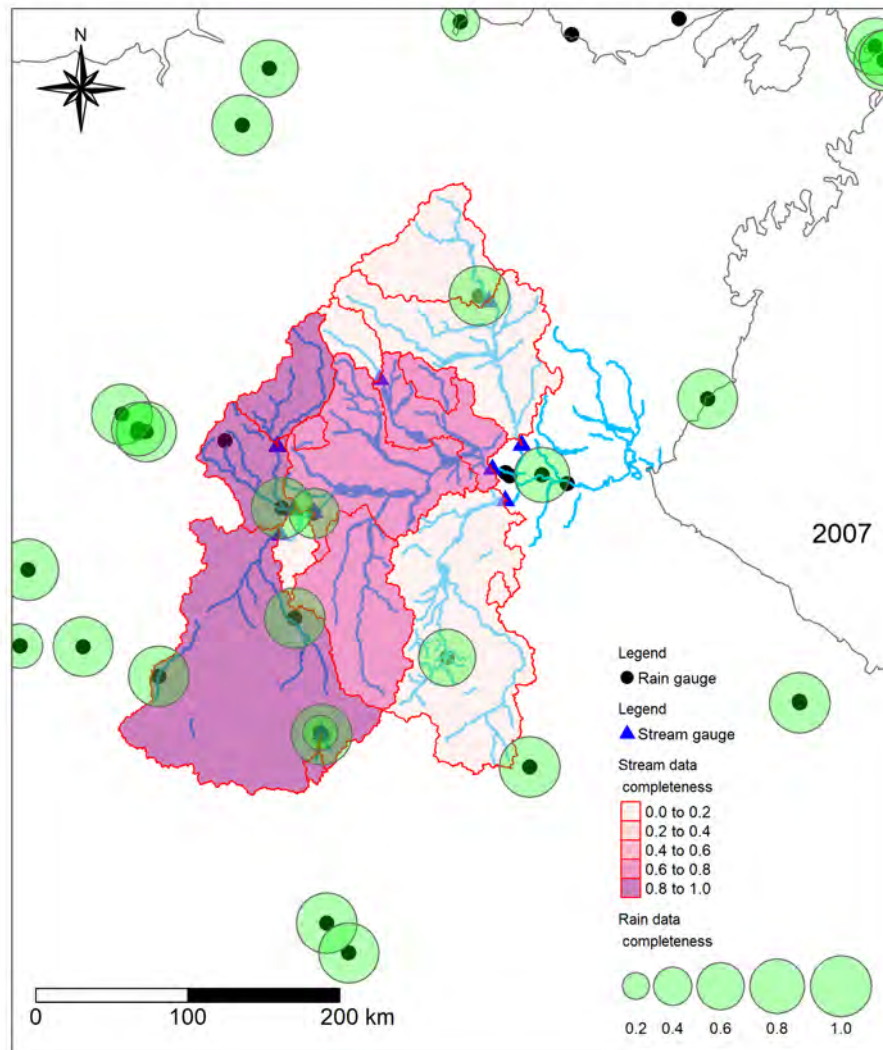 N
2007
Legend
Rain gauge
Legend
Stream gauge
Stream data
completeness
0.0 to 0.2
0.2 to 0.4
0.4 to 0.6
0.6 to 0.8
0.8 to 1.0
Rain data
completeness
0.2 0.4 0.6 0.8 1.0
0 100 200 km